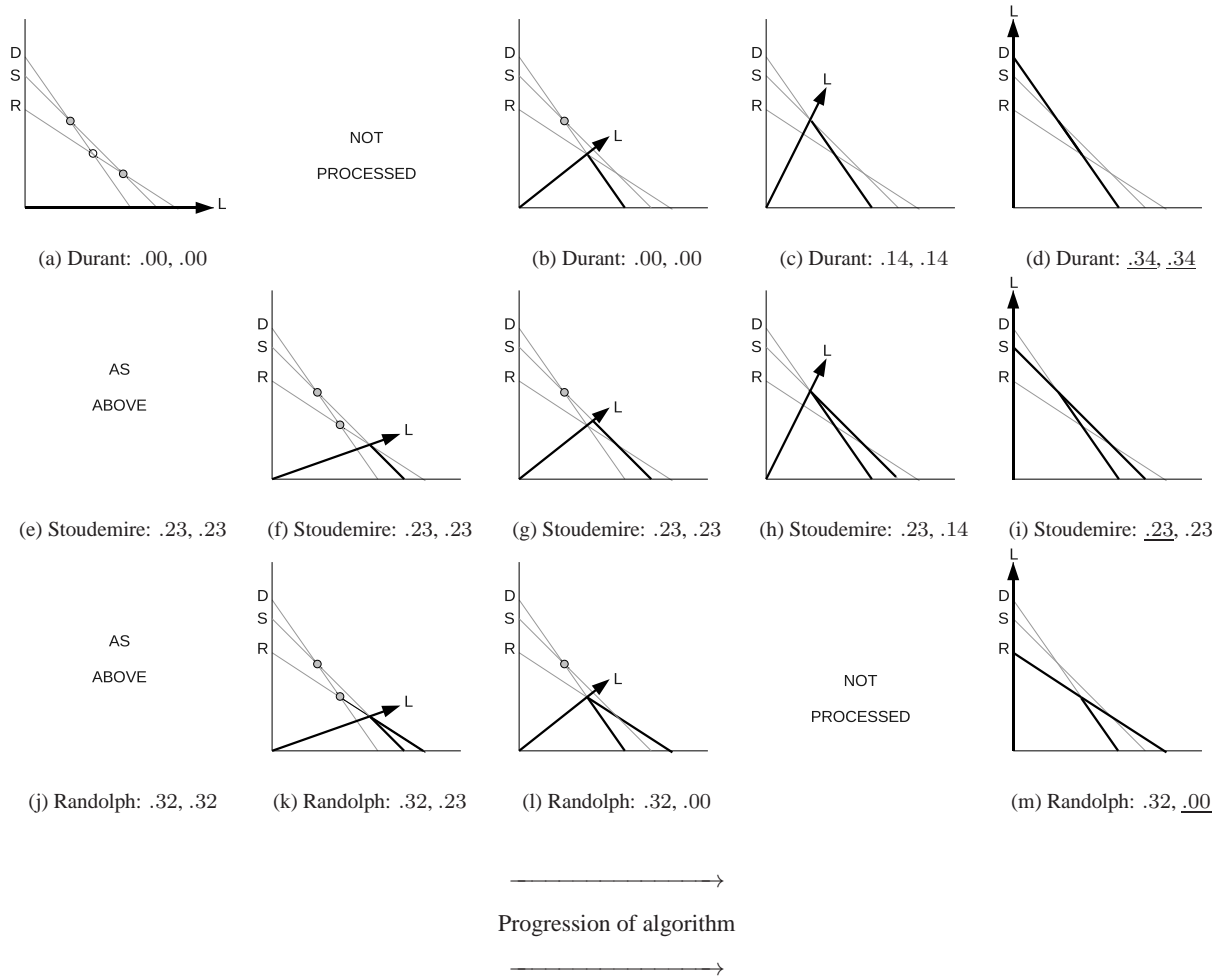 D
S
R
L
NOT
PROCESSED
L
L
D
S
R
L
(a) Durant: .00, .00
(b) Durant: .00, .00
(c) Durant: .14, .14
(d) Durant: .34, .34
AS
ABOVE
D
S
R
L
D
S
R
L
L
L
D
S
R
(e) Stoudemire: .23, .23
(f) Stoudemire: .23, .23
(g) Stoudemire: .23, .23
(h) Stoudemire: .23, .14
(i) Stoudemire: .23, .23
AS
ABOVE
D
S
R
L
D
S
R
L
NOT
PROCESSED
L
D
S
R
(j) Randolph: .32, .32
(k) Randolph: .32, .23
(l) Randolph: .32, .00
(m) Randolph: .32, .00
Progression of algorithm